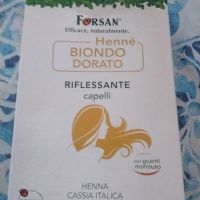 FORSAN®
Efficace, naturalmente.
Henné
BIONDO
DORATO
RIFLESSANTE
capelli
con guanti
monouso
HENNA
CASSIA ITALICA